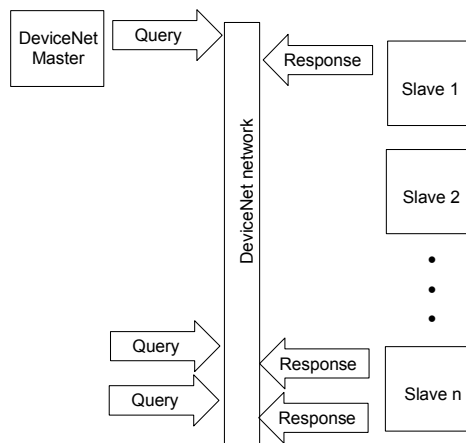 DeviceNet
Master
Query
Response
Slave 1
DeviceNet network
Slave 2
Query
Response
Slave n
Query
Response